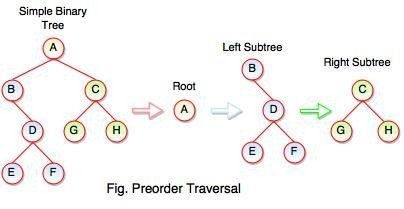 Simple Binary
Tree
A
B
C
D
G
H
E
F
Root
A
Left Subtree
B
D
E
F
Right Subtree
C
G
H
Fig. Preorder Traversal